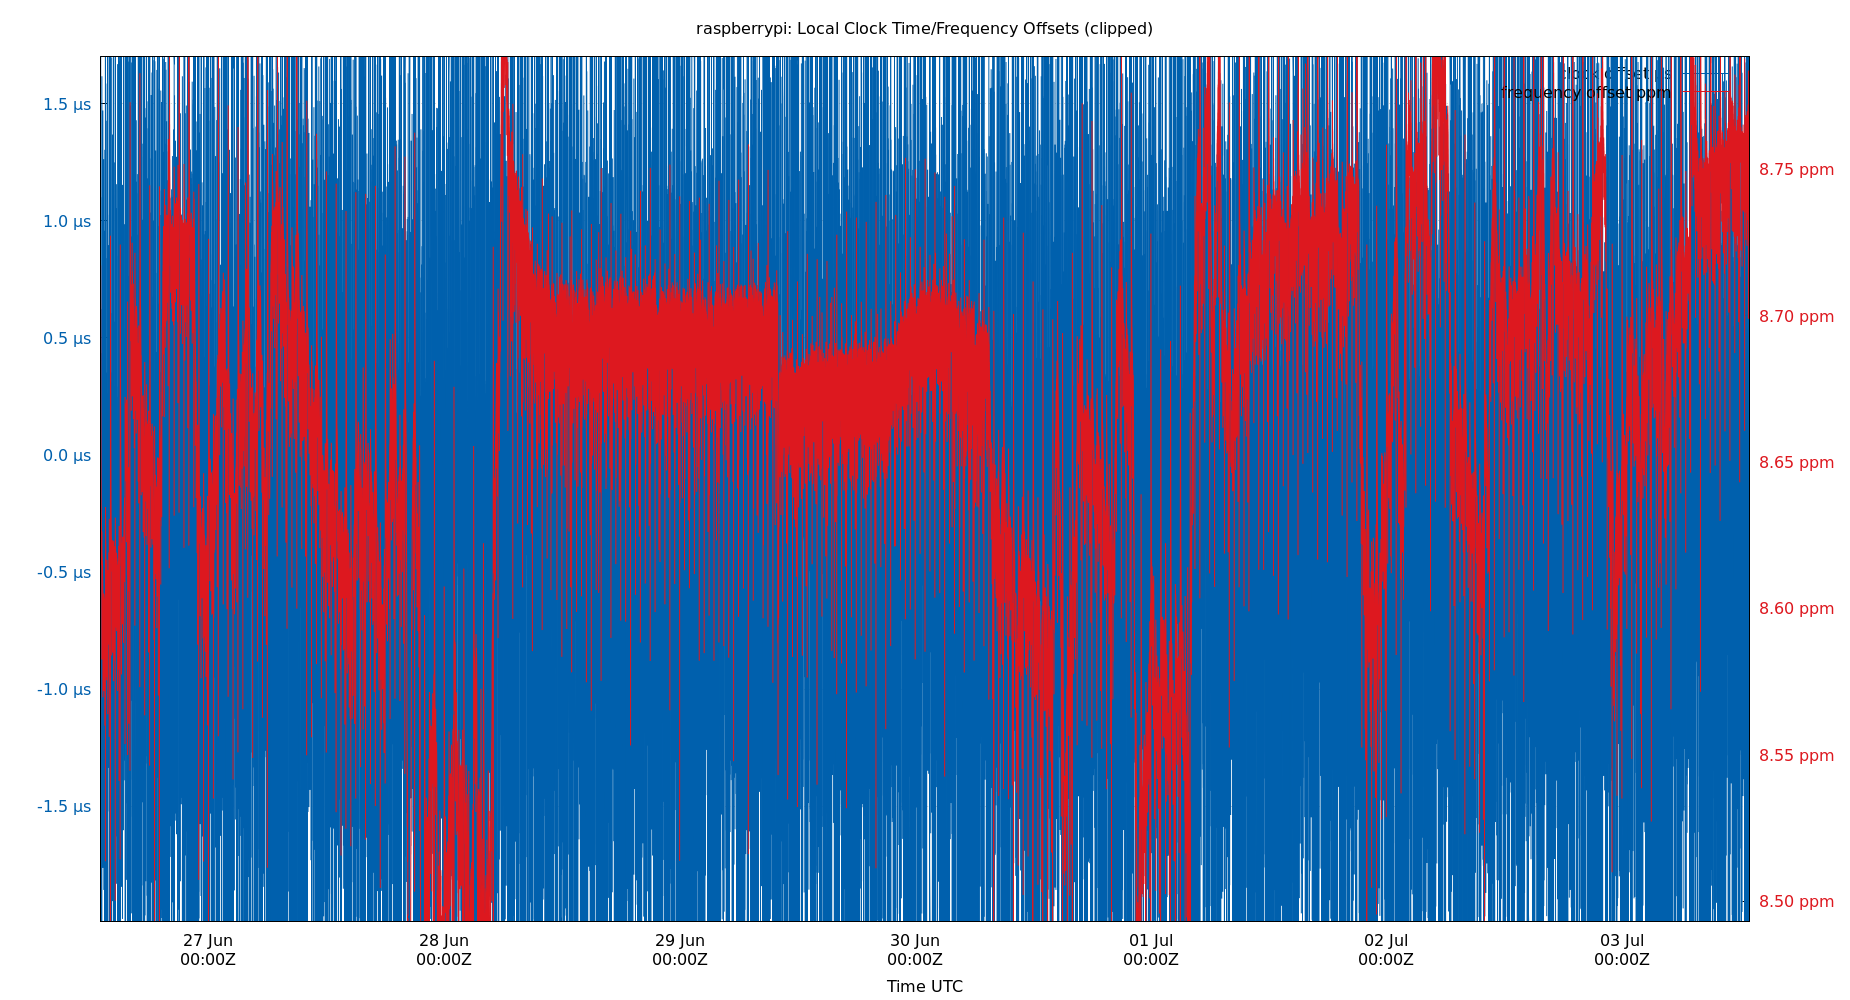 raspberrypi: Local Clock Time/Frequency Offsets (clipped)
clock offset µs
frequency offset ppm
1.5 µs
1.0 µs
0.5 µs
0.0 µs
-0.5 µs
-1.0 µs
-1.5 µs
8.75 ppm
8.70 ppm
8.65 ppm
8.60 ppm
8.55 ppm
8.50 ppm
27 Jun
00:00Z
28 Jun
00:00Z
29 Jun
00:00Z
30 Jun
00:00Z
01 Jul
00:00Z
02 Jul
00:00Z
03 Jul
00:00Z
Time UTC